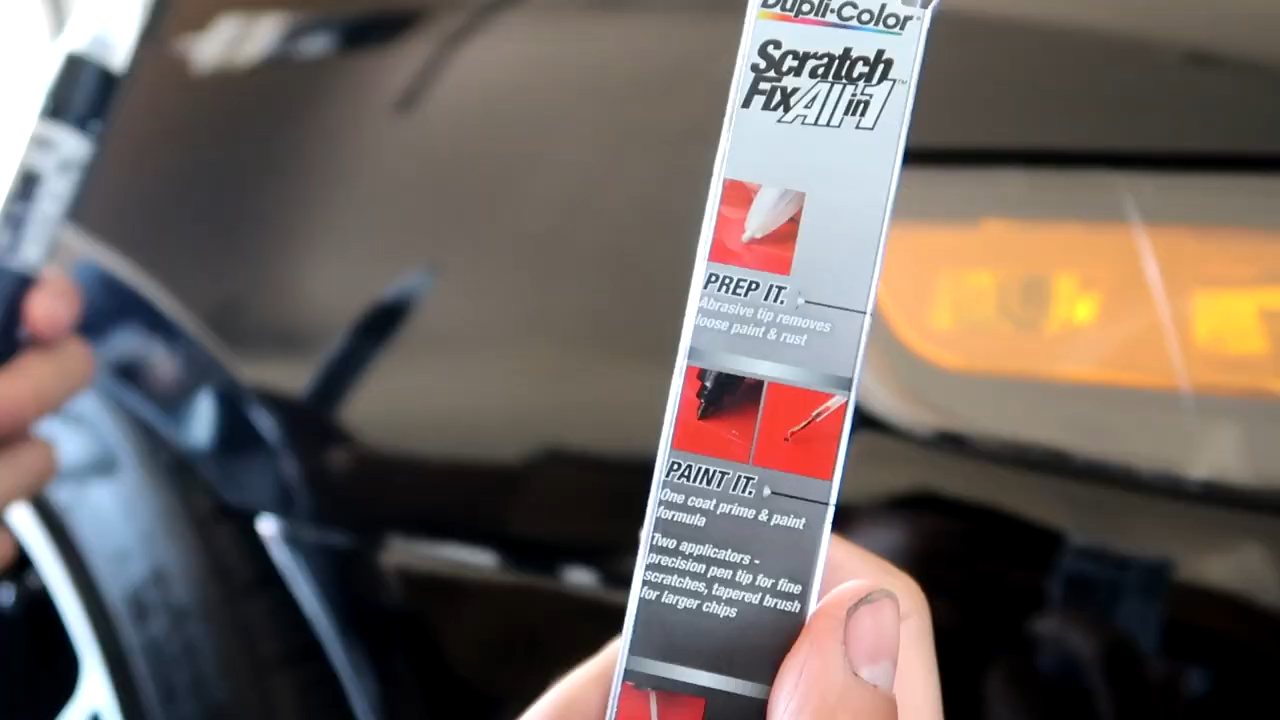 Dupli-Color
Scratch
Fix All in 1™
PREP IT.
Abrasive tip removes
loose paint & rust
PAINT IT.
One coat prime & paint
formula
Two applicators -
precision pen tip for fine
scratches, tapered brush
for larger chips